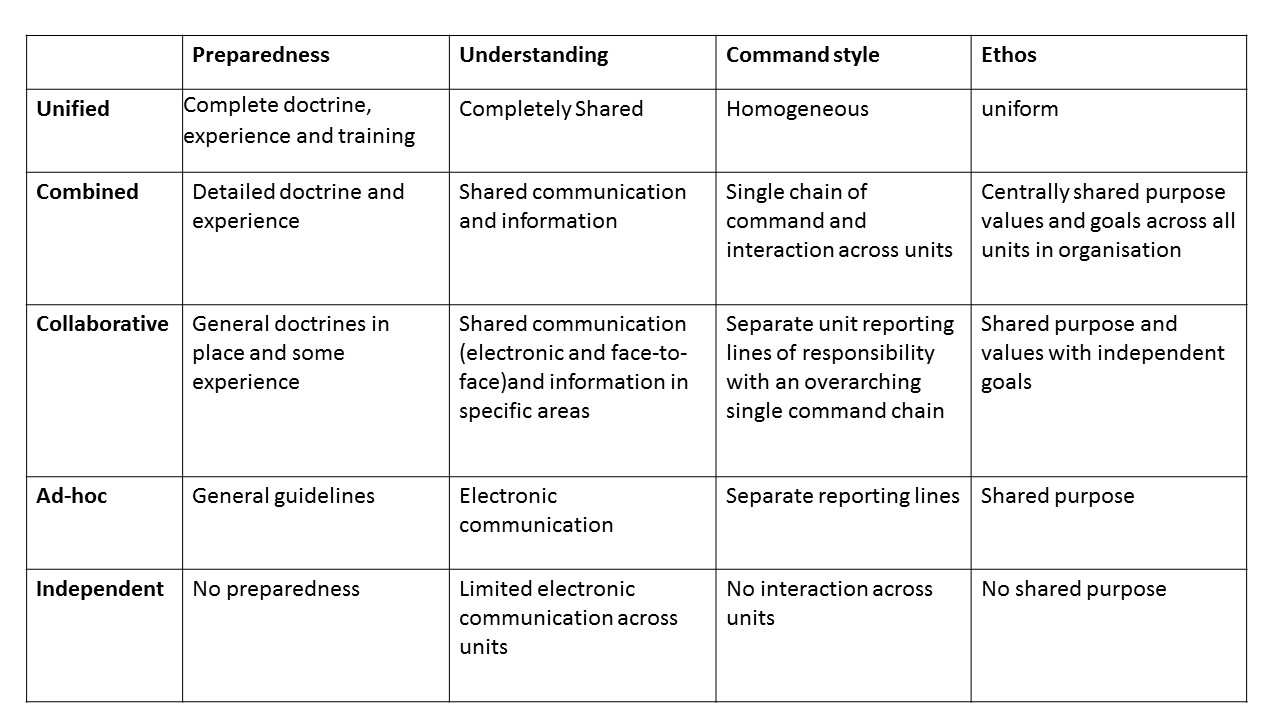 Preparedness
Understanding
Command style
Ethos
Unified
Complete doctrine,
experience and training
Completely Shared
Homogeneous
uniform
Combined
Detailed doctrine and
experience
Shared communication
and information
Single chain of
command and
interaction across units
Centrally shared purpose
values and goals across all
units in organisation
Collaborative
General doctrines in
place and some
experience
Shared communication
(electronic and face-to-
face)and information in
specific areas
Separate unit reporting
lines of responsibility
with an overarching
single command chain
Shared purpose and
values with independent
goals
Ad-hoc
General guidelines
Electronic
communication
Separate reporting lines
Shared purpose
Independent
No preparedness
Limited electronic
communication across
units
No interaction across
units
No shared purpose